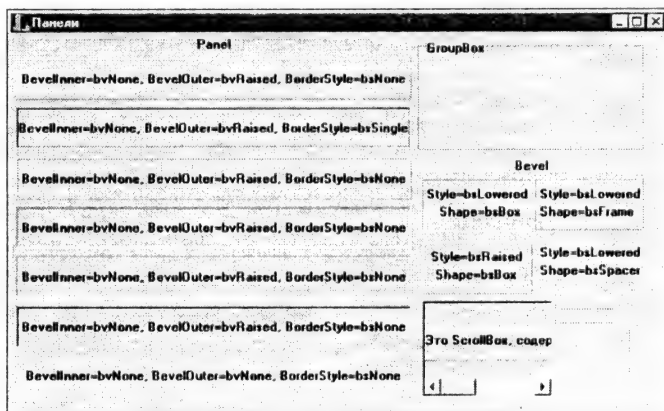 Панели
Panel
BevelInner=bvNone, BevelOuter=bvRaised, BorderStyle=bsNone
BevelInner=bvNone, BevelOuter=bvRaised, BorderStyle=bsSingle
BevelInner=bvNone, BevelOuter=bvRaised, BorderStyle=bsNone
BevelInner=bvNone, BevelOuter=bvRaised, BorderStyle=bsNone
BevelInner=bvNone, BevelOuter=bvRaised, BorderStyle=bsNone
BevelInner=bvNone, BevelOuter=bvRaised, BorderStyle=bsNone
BevelInner=bvNone, BevelOuter=bvNone, BorderStyle=bsNone
GroupBox
Bevel
Style=bsLowered
Shape=bsBox
Style=bsLowered
Shape=bsFrame
Style=bsRaised
Shape=bsBox
Style=bsLowered
Shape=bsSpacer
Это ScrollBox, содер